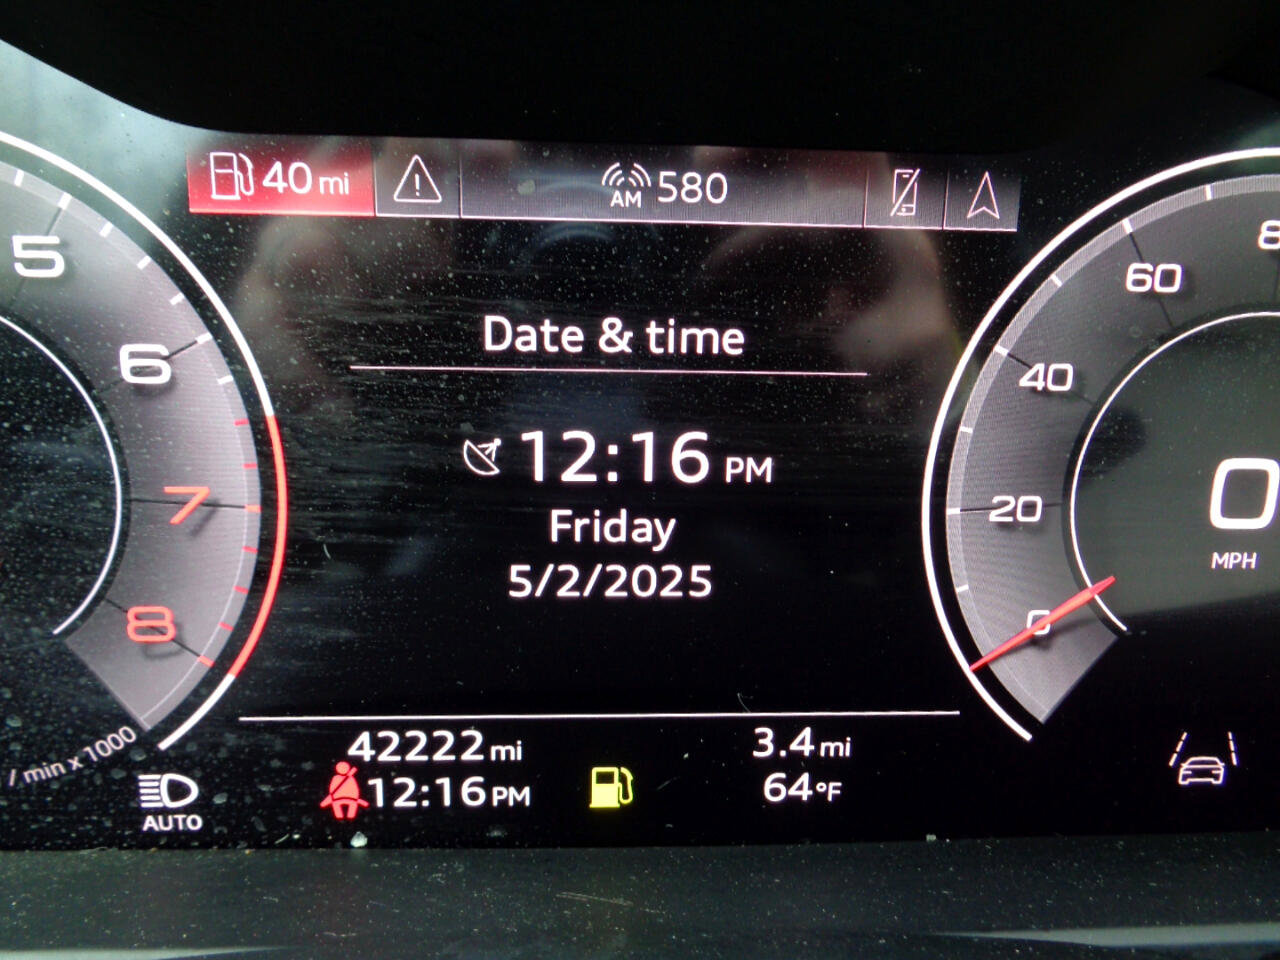 40 mi
AM 580
5
6
7
8
/ min x 1000
Date & time
12:16 PM
Friday
5/2/2025
60
40
20
0
0
MPH
42222 mi
3.4 mi
12:16 PM
64°F
AUTO